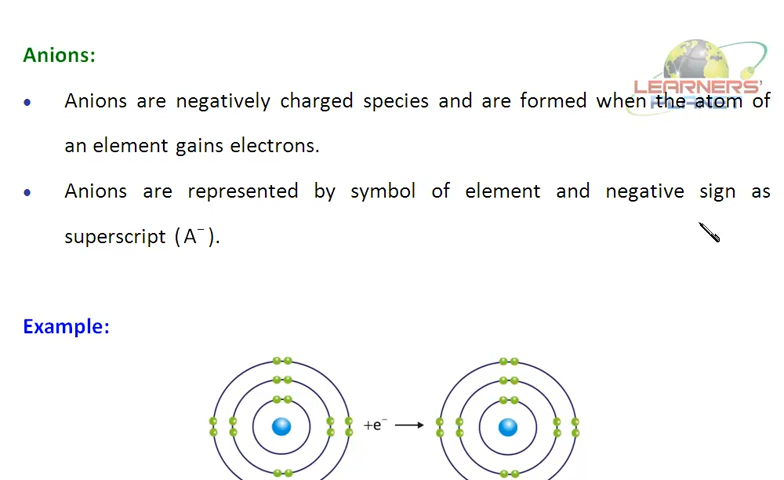 Anions:
LEARNERS'
PLANET
• Anions are negatively charged species and are formed when the atom of
an element gains electrons.
• Anions are represented by symbol of element and negative sign as
superscript (A⁻).
Example:
+e⁻ ⟶